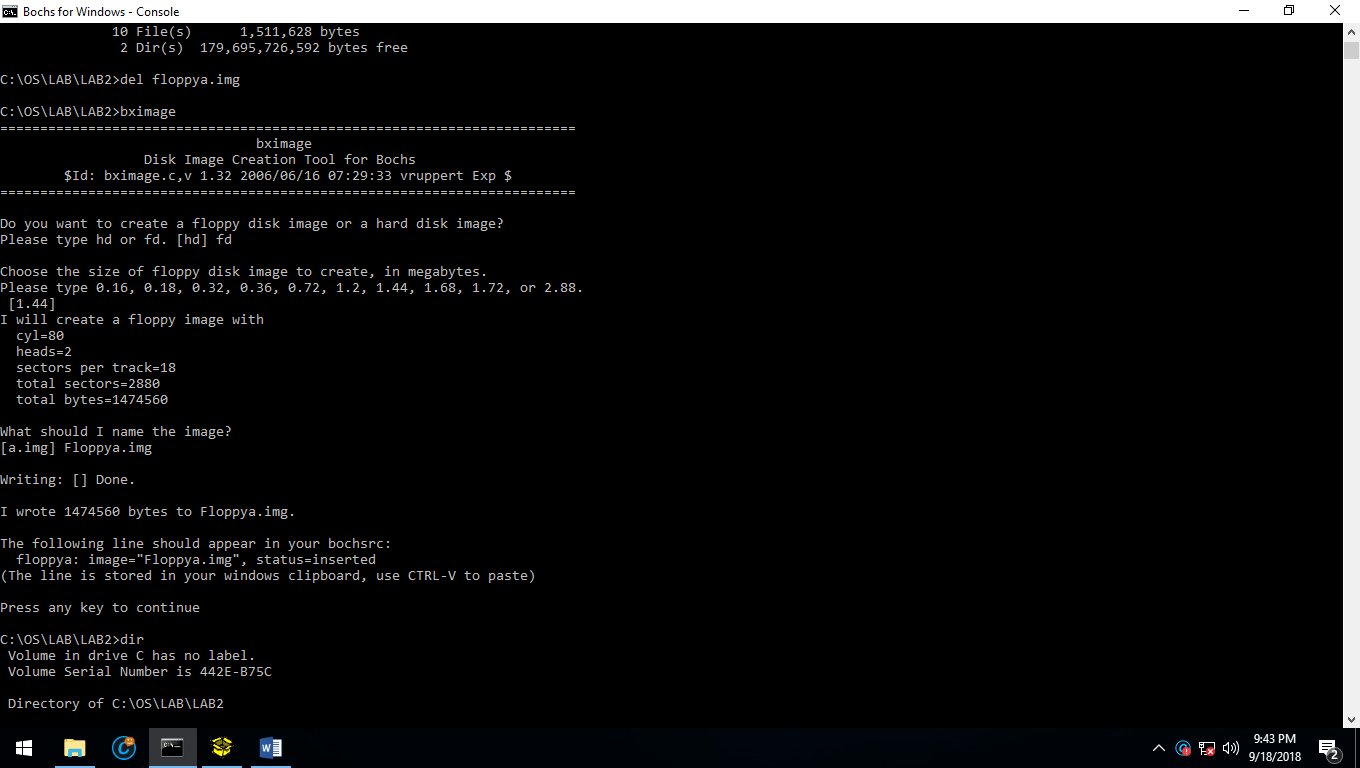 Bochs for Windows - Console
10 File(s) 1,511,628 bytes
2 Dir(s) 179,695,726,592 bytes free
C:\OS\LAB\LAB2>del floppya.img
C:\OS\LAB\LAB2>bximage
========================================================================
bximage
Disk Image Creation Tool for Bochs
$Id: bximage.c,v 1.32 2006/06/16 07:29:33 vruppert Exp $
========================================================================
Do you want to create a floppy disk image or a hard disk image?
Please type hd or fd. [hd] fd
Choose the size of floppy disk image to create, in megabytes.
Please type 0.16, 0.18, 0.32, 0.36, 0.72, 1.2, 1.44, 1.68, 1.72, or 2.88.
[1.44]
I will create a floppy image with
cyl=80
heads=2
sectors per track=18
total sectors=2880
total bytes=1474560
What should I name the image?
[a.img] Floppya.img
Writing: [] Done.
I wrote 1474560 bytes to Floppya.img.
The following line should appear in your bochsrc:
floppya: image="Floppya.img", status=inserted
(The line is stored in your windows clipboard, use CTRL-V to paste)
Press any key to continue
C:\OS\LAB\LAB2>dir
Volume in drive C has no label.
Volume Serial Number is 442E-B75C
Directory of C:\OS\LAB\LAB2
9:43 PM
9/18/2018
2